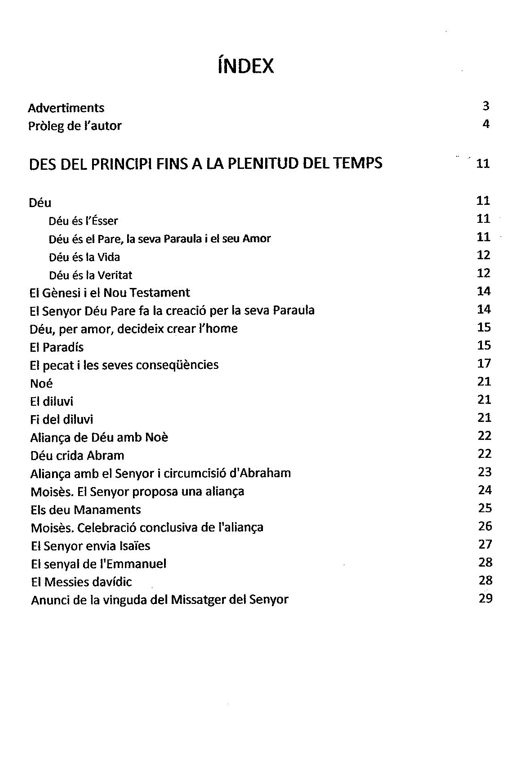 ÍNDEX
Advertiments 3
Pròleg de l'autor 4
DES DEL PRINCIPI FINS A LA PLENITUD DEL TEMPS 11
Déu 11
Déu és l'Ésser 11
Déu és el Pare, la seva Paraula i el seu Amor 11
Déu és la Vida 12
Déu és la Veritat 12
El Gènesi i el Nou Testament 14
El Senyor Déu Pare fa la creació per la seva Paraula 14
Déu, per amor, decideix crear l'home 15
El Paradís 15
El pecat i les seves conseqüències 17
Noé 21
El diluvi 21
Fi del diluvi 21
Aliança de Déu amb Noè 22
Déu crida Abram 22
Aliança amb el Senyor i circumcisió d'Abraham 23
Moisès. El Senyor proposa una aliança 24
Els deu Manaments 25
Moisès. Celebració conclusiva de l'aliança 26
El Senyor envia Isaïes 27
El senyal de l'Emmanuel 28
El Messies davídic 28
Anunci de la vinguda del Missatger del Senyor 29